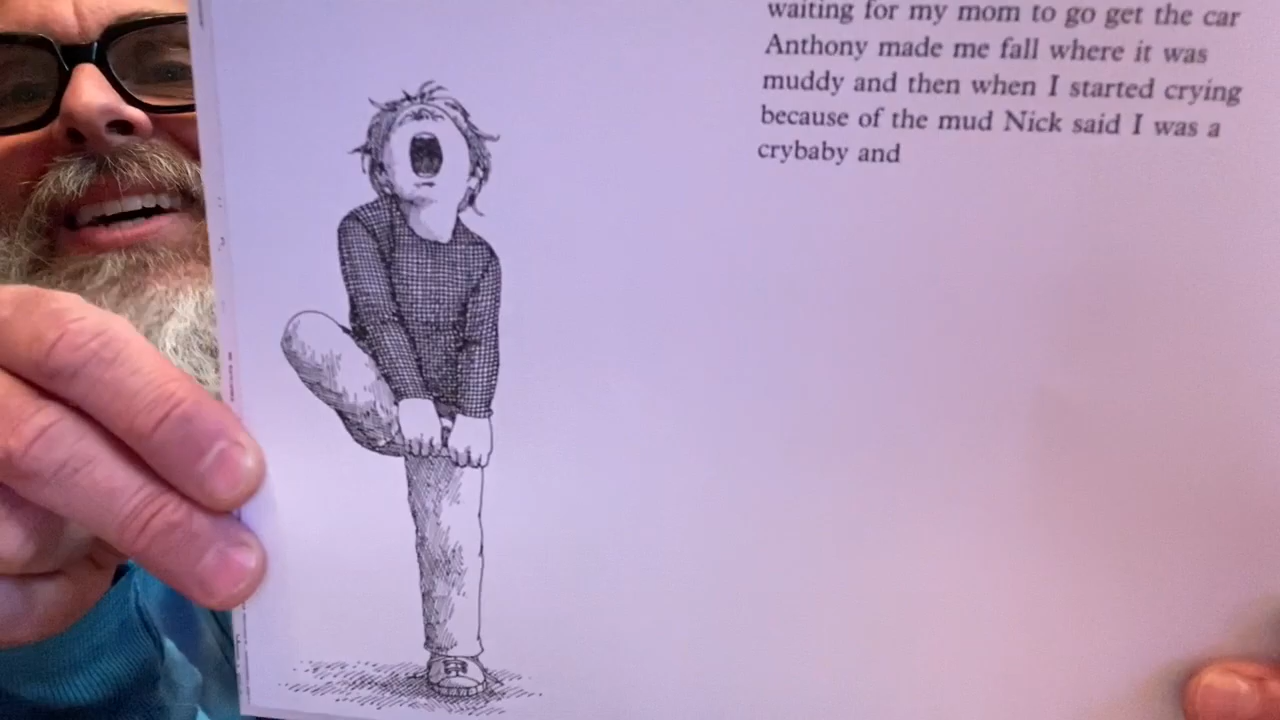 waiting for my mom to go get the car
Anthony made me fall where it was
muddy and then when I started crying
because of the mud Nick said I was a
crybaby and